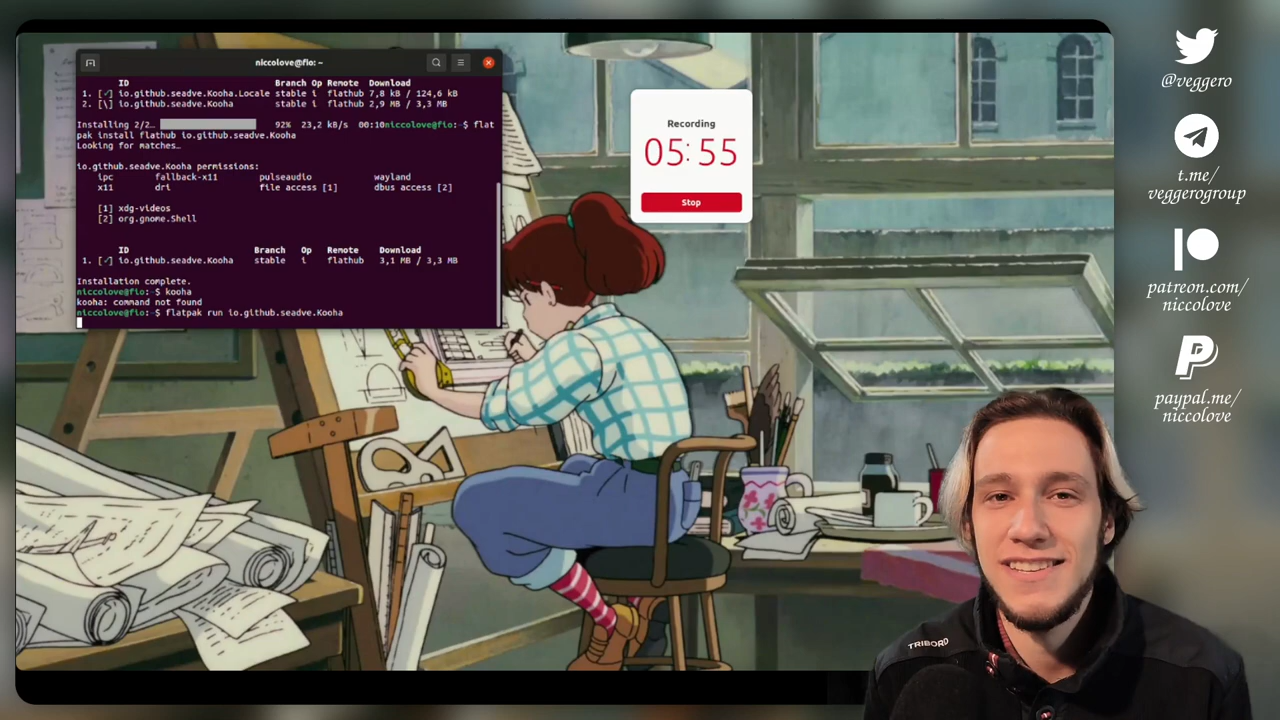 niccolove@fio: ~
ID Branch Op Remote Download
1. [✓] io.github.seadve.Kooha.Locale stable i flathub 7,8 kB / 124,6 kB
2. [\] io.github.seadve.Kooha stable i flathub 2,9 MB / 3,3 MB
Installing 2/2… 92% 23,2 kB/s 00:10niccolove@fio:~$ flat
pak install flathub io.github.seadve.Kooha
Looking for matches…
io.github.seadve.Kooha permissions:
ipc fallback-x11 pulseaudio wayland
x11 dri file access [1] dbus access [2]
[1] xdg-videos
[2] org.gnome.Shell
ID Branch Op Remote Download
1. [✓] io.github.seadve.Kooha stable i flathub 3,1 MB / 3,3 MB
Installation complete.
niccolove@fio:~$ kooha
kooha: command not found
niccolove@fio:~$ flatpak run io.github.seadve.Kooha
Recording
05:55
Stop
@veggero
t.me/
veggerogroup
patreon.com/
niccolove
paypal.me/
niccolove
TRIBORD